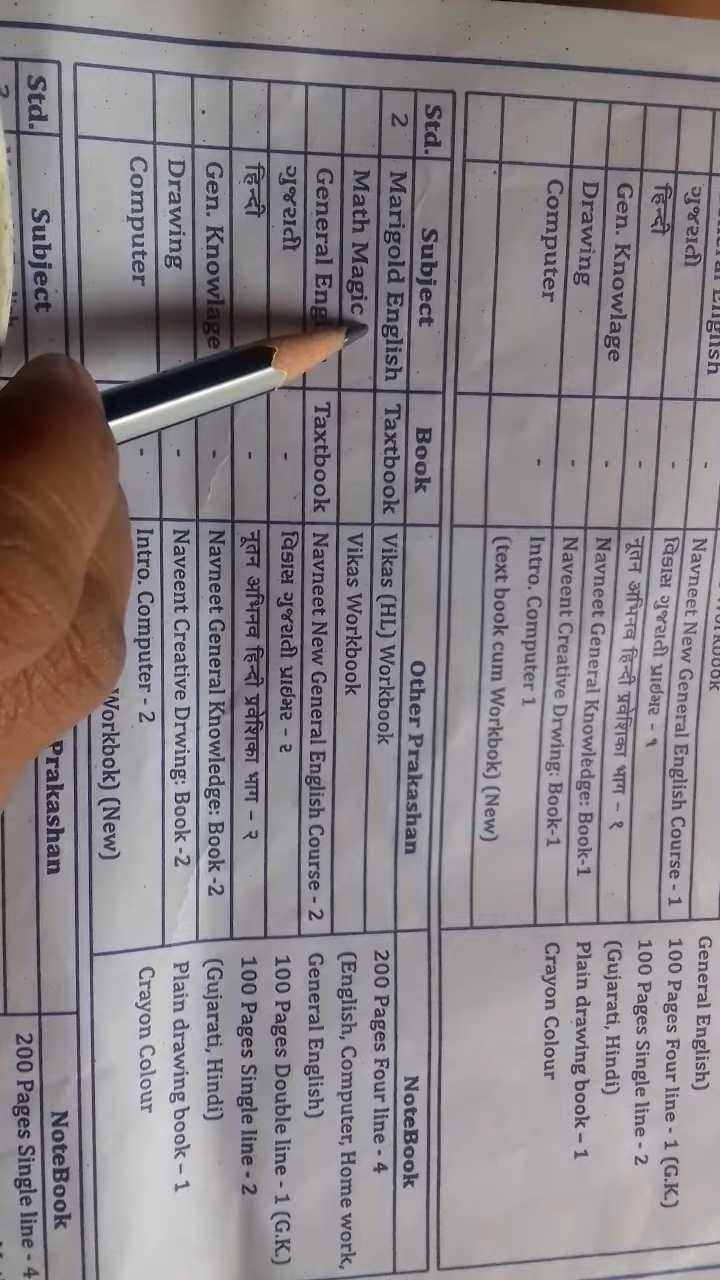 English - Navneet New General English Course - 1 General English)
ગુજરાતી - વિકાસ ગુજરાતી પ્રાઇમર - ૧ 100 Pages Four line - 1 (G.K.)
हिन्दी - नूतन अभिनव हिन्दी प्रवेशिका भाग - १ 100 Pages Single line - 2
Gen. Knowlage - Navneet General Knowledge: Book-1 (Gujarati, Hindi)
Drawing - Naveent Creative Drwing: Book-1 Plain drawing book - 1
Computer - Intro. Computer 1 Crayon Colour
(text book cum Workbok) (New)
Std. Subject Book Other Prakashan NoteBook
2 Marigold English Taxtbook Vikas (HL) Workbook 200 Pages Four line - 4
Math Magic Vikas Workbook (English, Computer, Home work,
General Taxtbook Navneet New General English Course - 2 General English)
ગુજરાતી - વિકાસ ગુજરાતી પ્રાઇમર - ૨ 100 Pages Double line - 1 (G.K.)
हिन्दी - नूतन अभिनव हिन्दी प्रवेशिका भाग - २ 100 Pages Single line - 2
Gen. Knowlage - Navneet General Knowledge: Book -2 (Gujarati, Hindi)
Drawing - Naveent Creative Drwing: Book -2 Plain drawing book – 1
Computer - Intro. Computer - 2 Crayon Colour
Workbok) (New)
Std. Subject Prakashan NoteBook
200 Pages Single line - 4